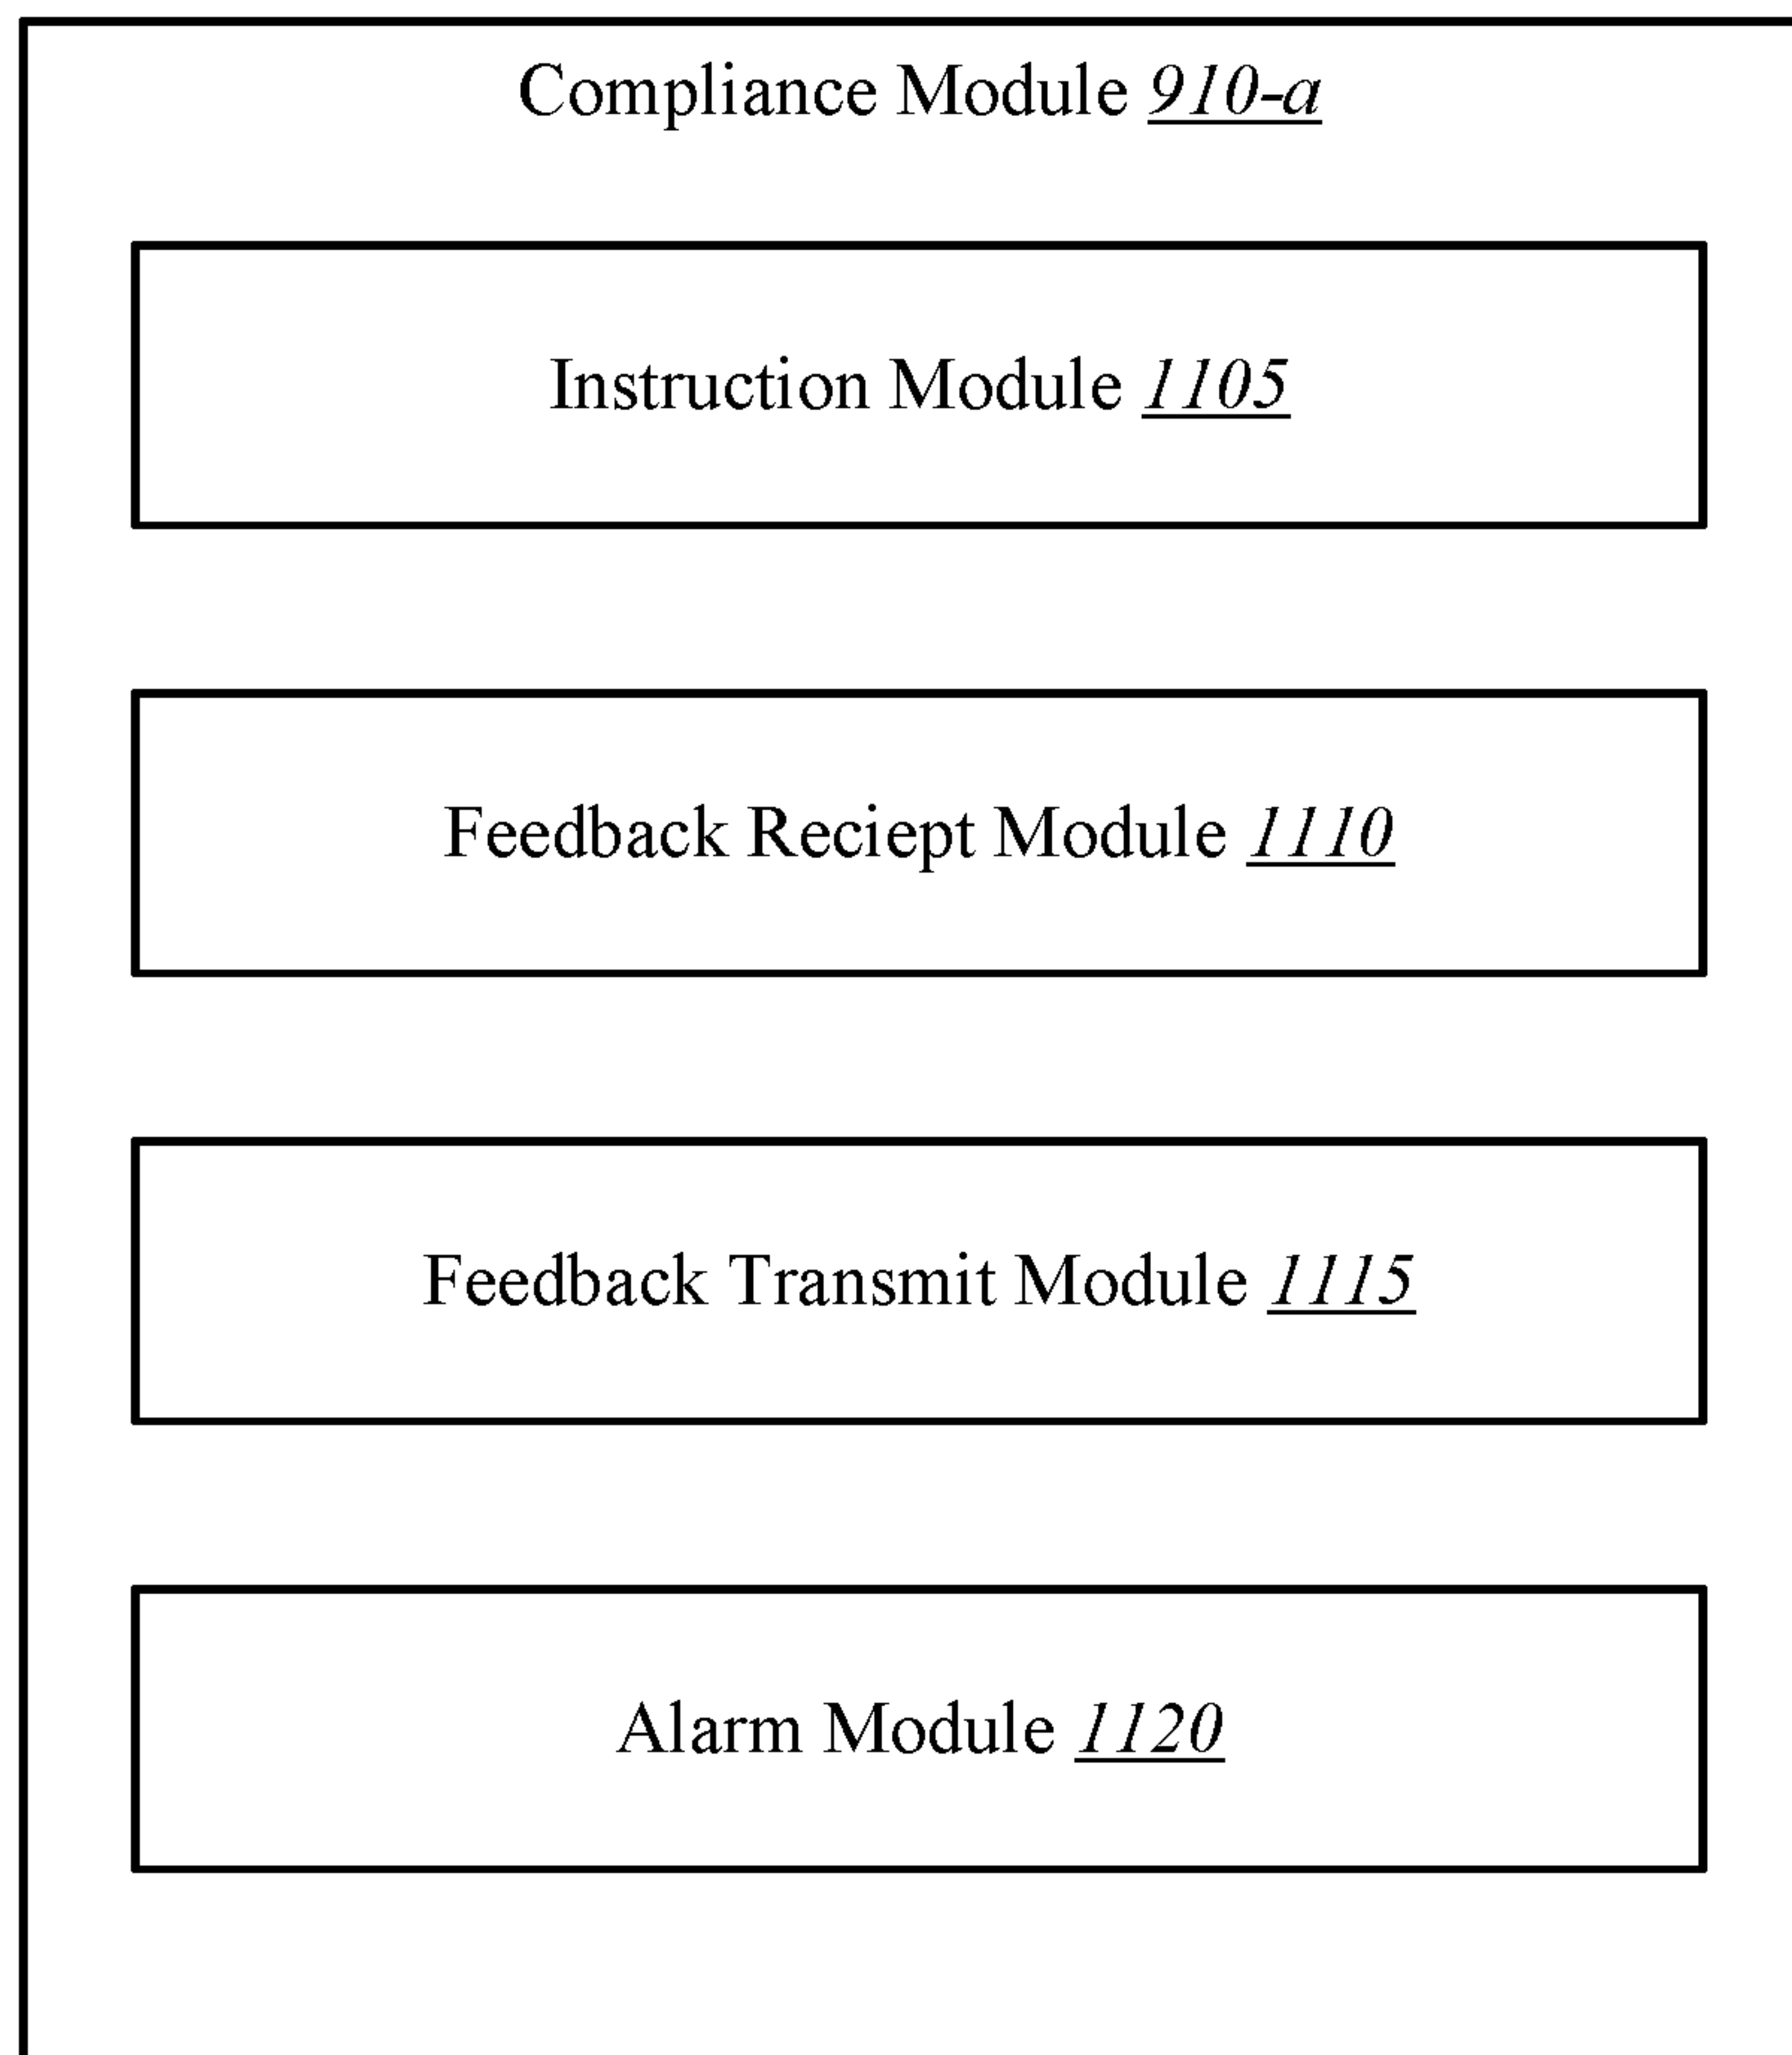 Compliance Module 910-a
Instruction Module 1105
Feedback Reciept Module 1110
Feedback Transmit Module 1115
Alarm Module 1120